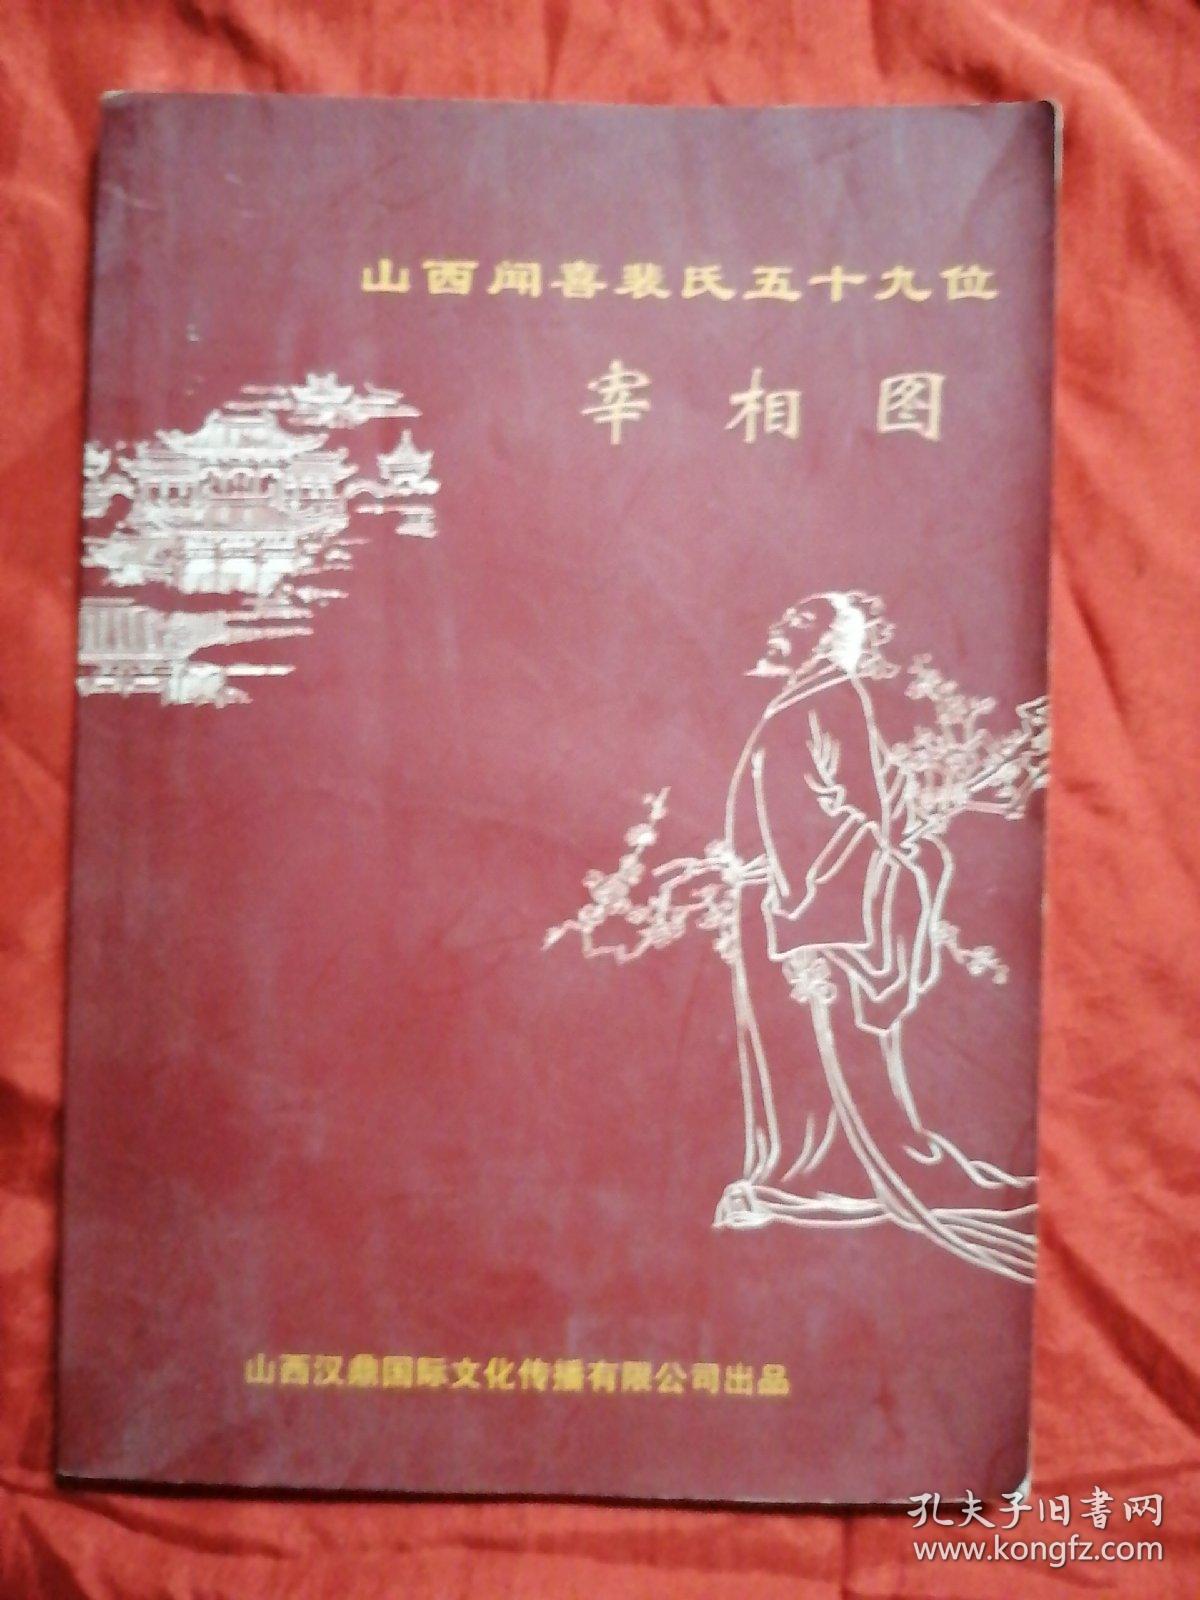 山西闻喜裴氏五十九位
宰相图
山西汉鼎国际文化传播有限公司出品
孔夫子旧书网
www.kongfz.com